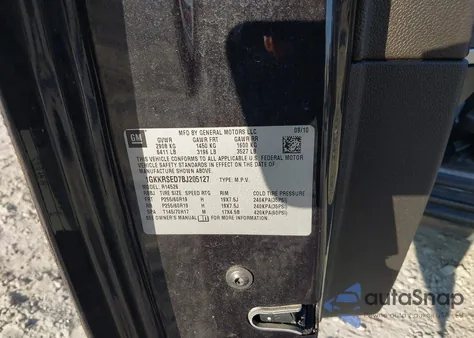 GM
MFD BY GENERAL MOTORS LLC
08/10
GVWR GAWR FRT GAWR RR
2908 KG 1450 KG 1600 KG
6411 LB 3196 LB 3527 LB
THIS VEHICLE CONFORMS TO ALL APPLICABLE U.S. FEDERAL MOTOR
VEHICLE SAFETY STANDARDS IN EFFECT ON THE DATE OF
MANUFACTURE SHOWN ABOVE.
1GKKRSED7BJ205127 TYPE: M.P.V.
MODEL: R14526
TIRE SIZE SPEED RTG RIM COLD TIRE PRESSURE
FRT P255/60R19 H 19X7.5J 240KPA(35PSI)
RR P255/60R19 H 19X7.5J 240KPA(35PSI)
SPA T145/70R17 M 17X4.5B 420KPA(60PSI)
SEE OWNER'S MANUAL FOR MORE INFORMATION.
autoSnap